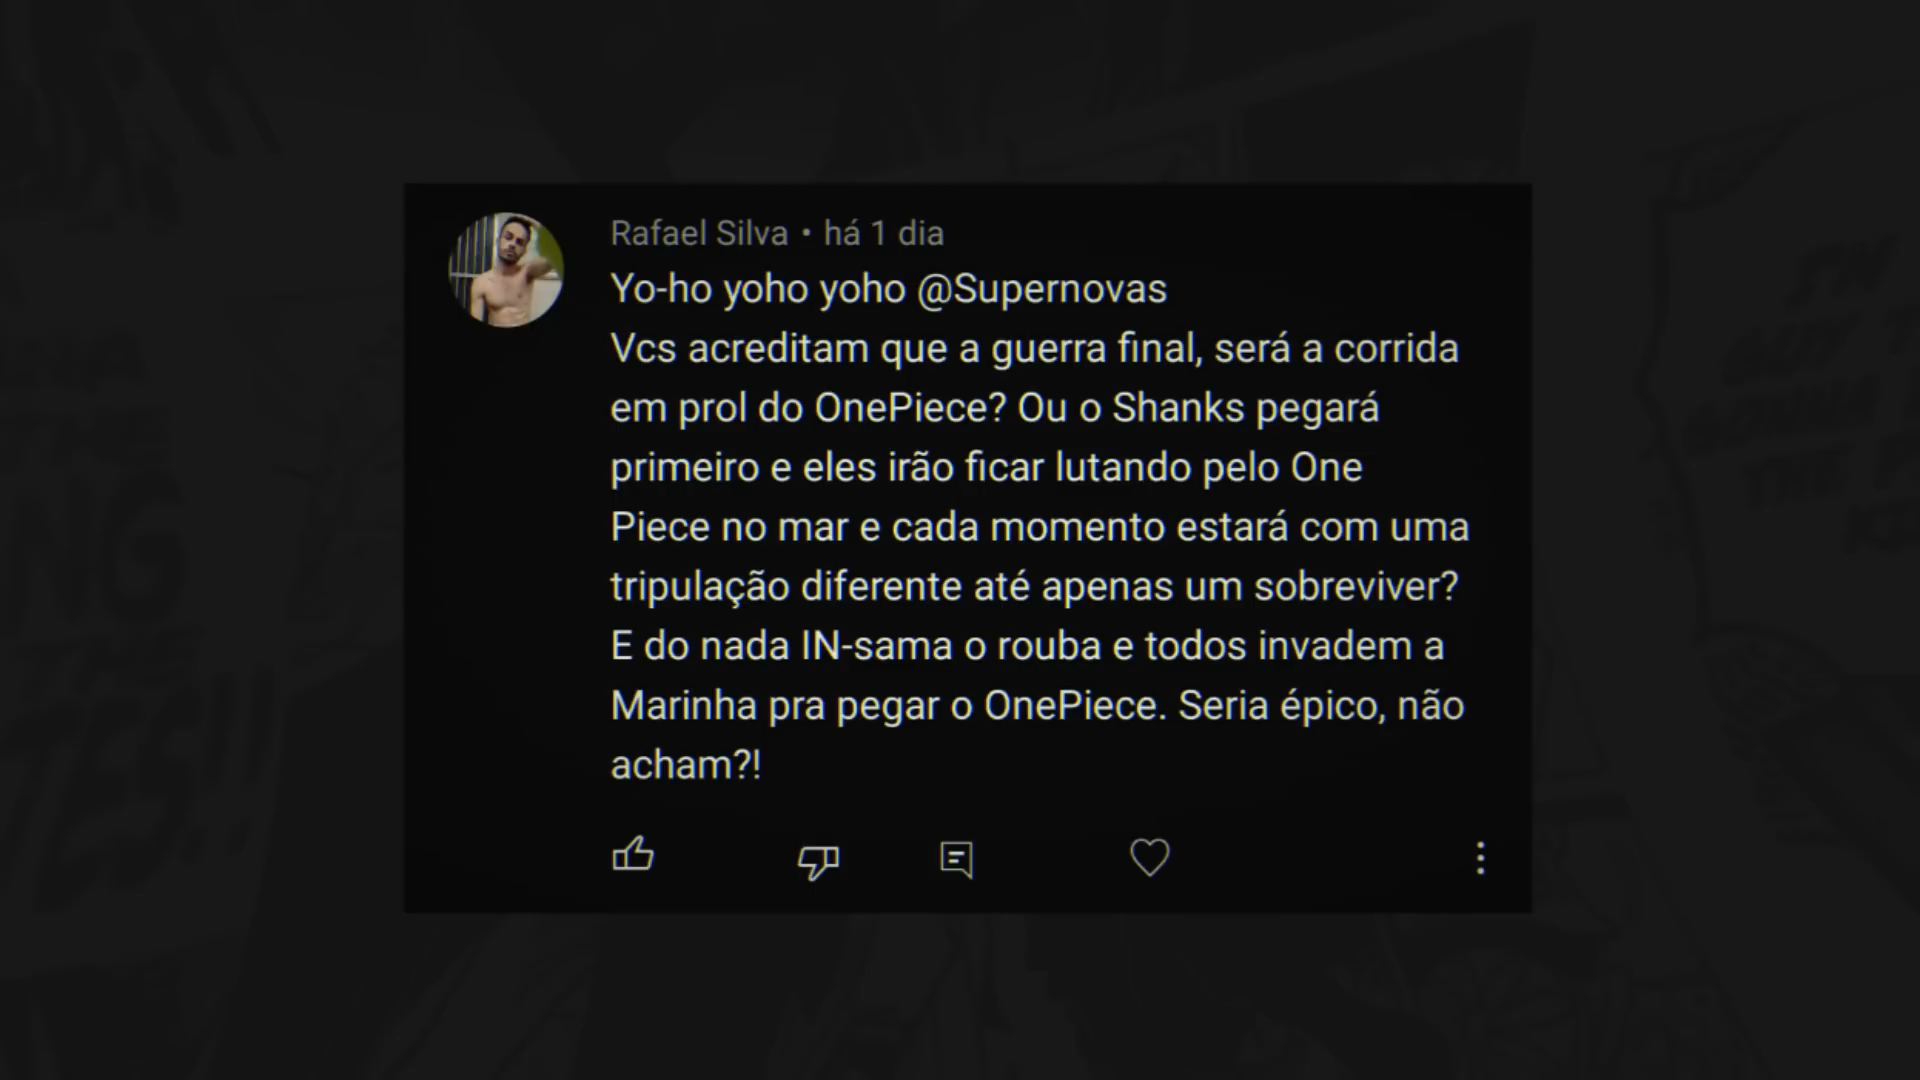 Rafael Silva • há 1 dia
Yo-ho yoho yoho @Supernovas
Vcs acreditam que a guerra final, será a corrida
em prol do OnePiece? Ou o Shanks pegará
primeiro e eles irão ficar lutando pelo One
Piece no mar e cada momento estará com uma
tripulação diferente até apenas um sobreviver?
E do nada IN-sama o rouba e todos invadem a
Marinha pra pegar o OnePiece. Seria épico, não
acham?!